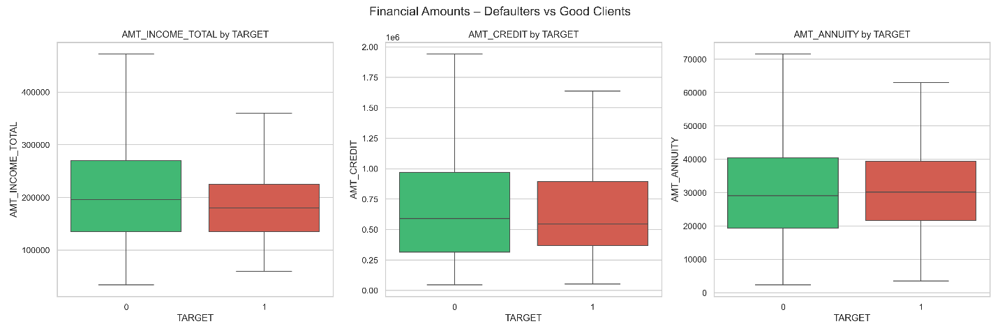 Financial Amounts – Defaulters vs Good Clients
AMT_INCOME_TOTAL by TARGET
AMT_INCOME_TOTAL
400000
300000
200000
100000
0
1
TARGET
AMT_CREDIT by TARGET
1e6
AMT_CREDIT
2.00
1.75
1.50
1.25
1.00
0.75
0.50
0.25
0.00
0
1
TARGET
AMT_ANNUITY by TARGET
AMT_ANNUITY
70000
60000
50000
40000
30000
20000
10000
0
0
1
TARGET